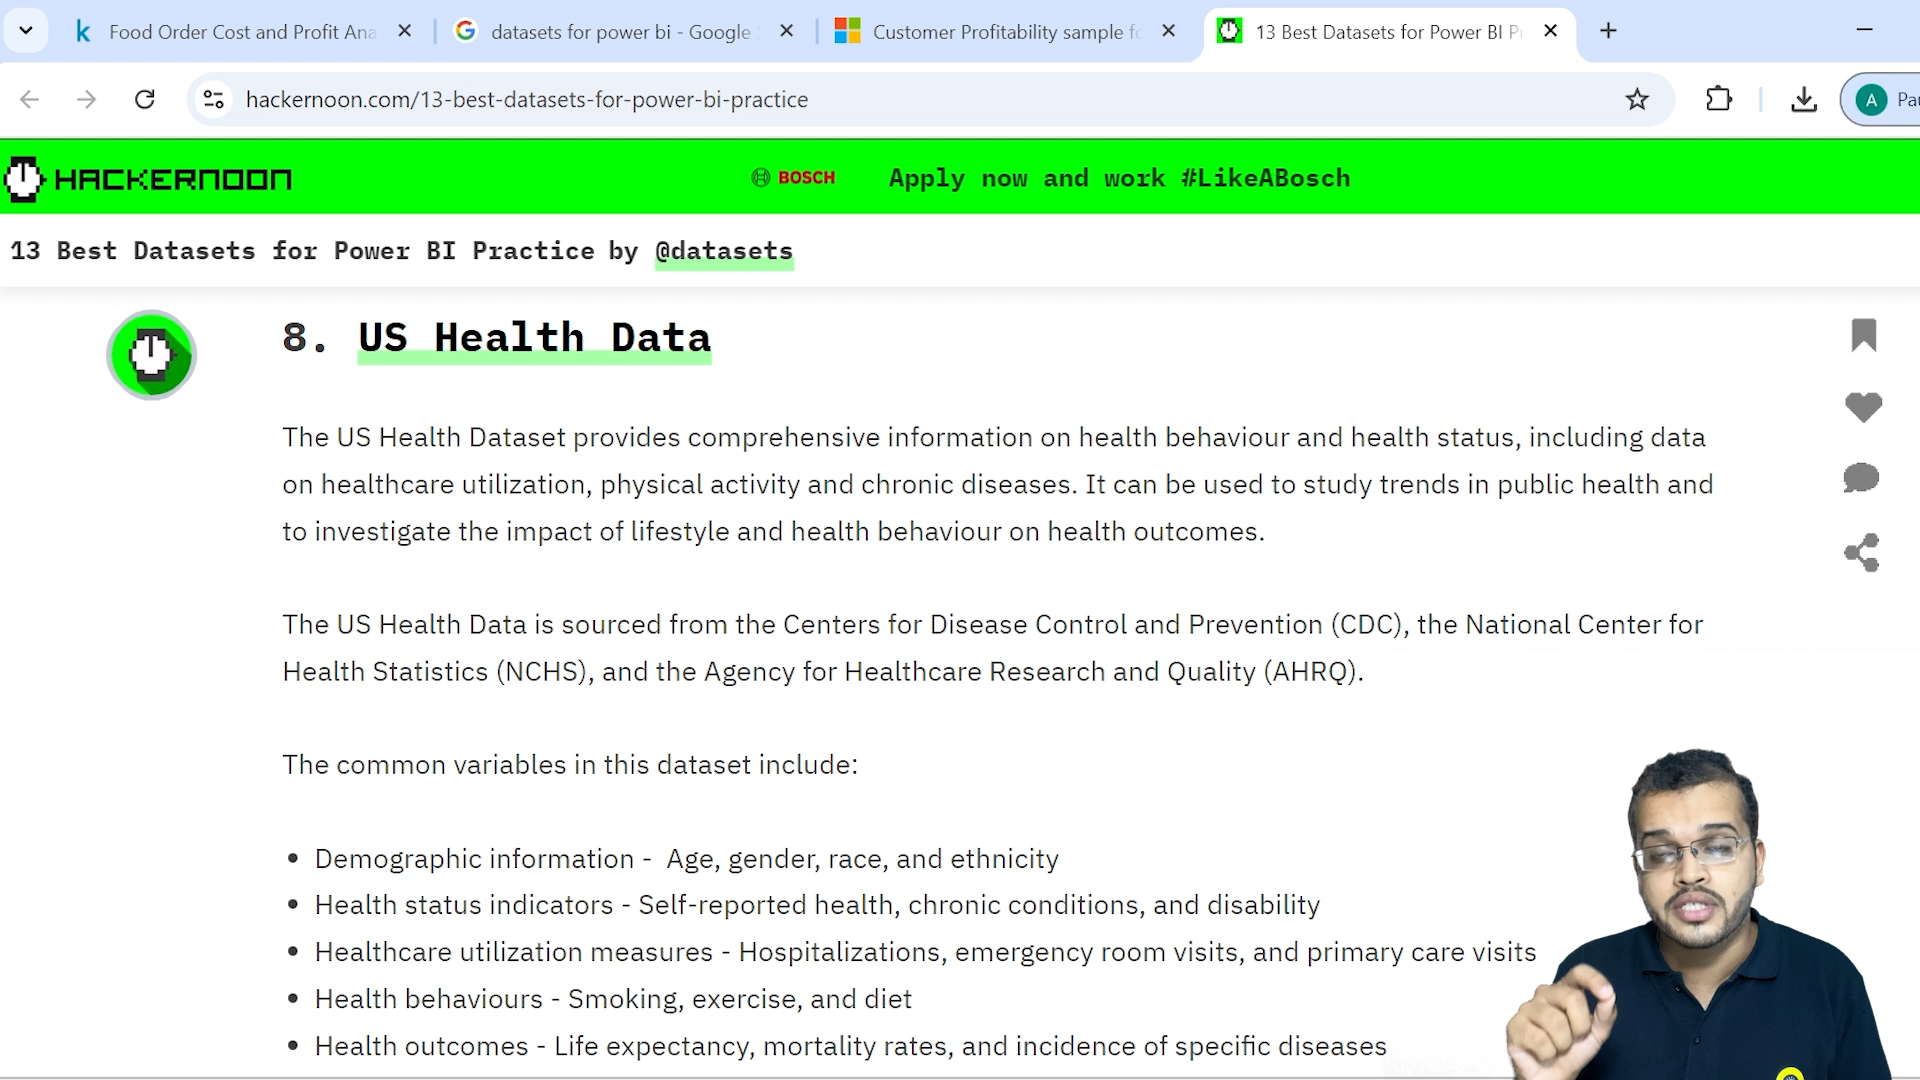 Food Order Cost and Profit Ana
datasets for power bi - Google
Customer Profitability sample fo
13 Best Datasets for Power BI P
hackernoon.com/13-best-datasets-for-power-bi-practice
A
HACKERNOON
BOSCH
Apply now and work #LikeABosch
13 Best Datasets for Power BI Practice by @datasets
8. US Health Data
The US Health Dataset provides comprehensive information on health behaviour and health status, including data
on healthcare utilization, physical activity and chronic diseases. It can be used to study trends in public health and
to investigate the impact of lifestyle and health behaviour on health outcomes.
The US Health Data is sourced from the Centers for Disease Control and Prevention (CDC), the National Center for
Health Statistics (NCHS), and the Agency for Healthcare Research and Quality (AHRQ).
The common variables in this dataset include:
• Demographic information - Age, gender, race, and ethnicity
• Health status indicators - Self-reported health, chronic conditions, and disability
• Healthcare utilization measures - Hospitalizations, emergency room visits, and primary care visits
• Health behaviours - Smoking, exercise, and diet
• Health outcomes - Life expectancy, mortality rates, and incidence of specific diseases